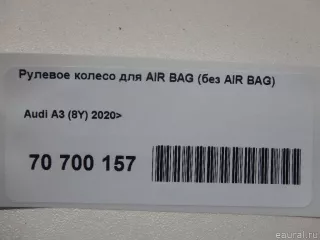 Рулевое колесо для AIR BAG (без AIR BAG)
Audi A3 (8Y) 2020>
70 700 157
eaural.ru